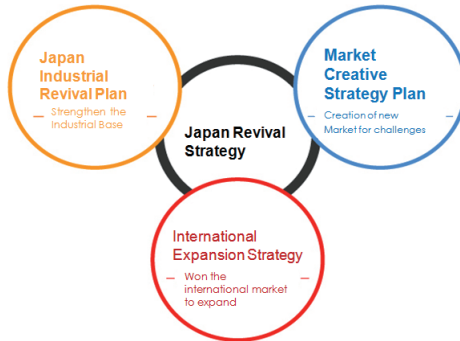 Japan
Industrial
Revival Plan
— Strengthen the —
Industrial Base
Market
Creative
Strategy Plan
— Creation of new —
Market for challenges
Japan Revival
Strategy
International
Expansion Strategy
— Won the —
international market
to expand